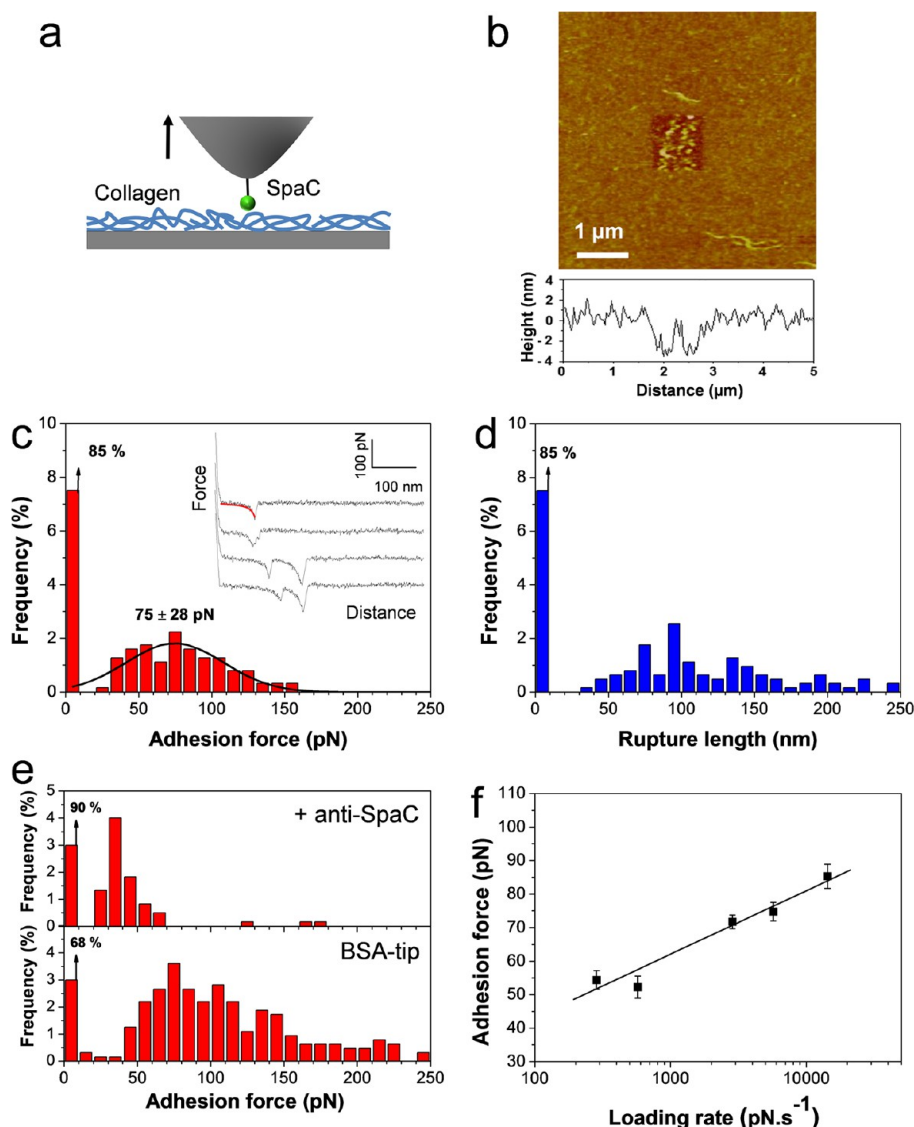 a
Collagen
SpaC
b
1 µm
Height (nm)
4
2
0
- 2
- 4
0 1 2 3 4 5
Distance (µm)
c
10
8
6
4
2
0
Frequency (%)
85 %
75 ± 28 pN
Force
Distance
100 pN
100 nm
0 50 100 150 200 250
Adhesion force (pN)
d
10
8
6
4
2
0
Frequency (%)
85 %
50 100 150 200 250
Rupture length (nm)
e
5
4
3
2
1
0
Frequency (%)
90 %
+ anti-SpaC
5
4
3
2
1
0
Frequency (%)
68 %
BSA-tip
0 50 100 150 200 250
Adhesion force (pN)
f
110
100
90
80
70
60
50
40
30
Adhesion force (pN)
100 1000 10000
Loading rate (pN.s⁻¹)